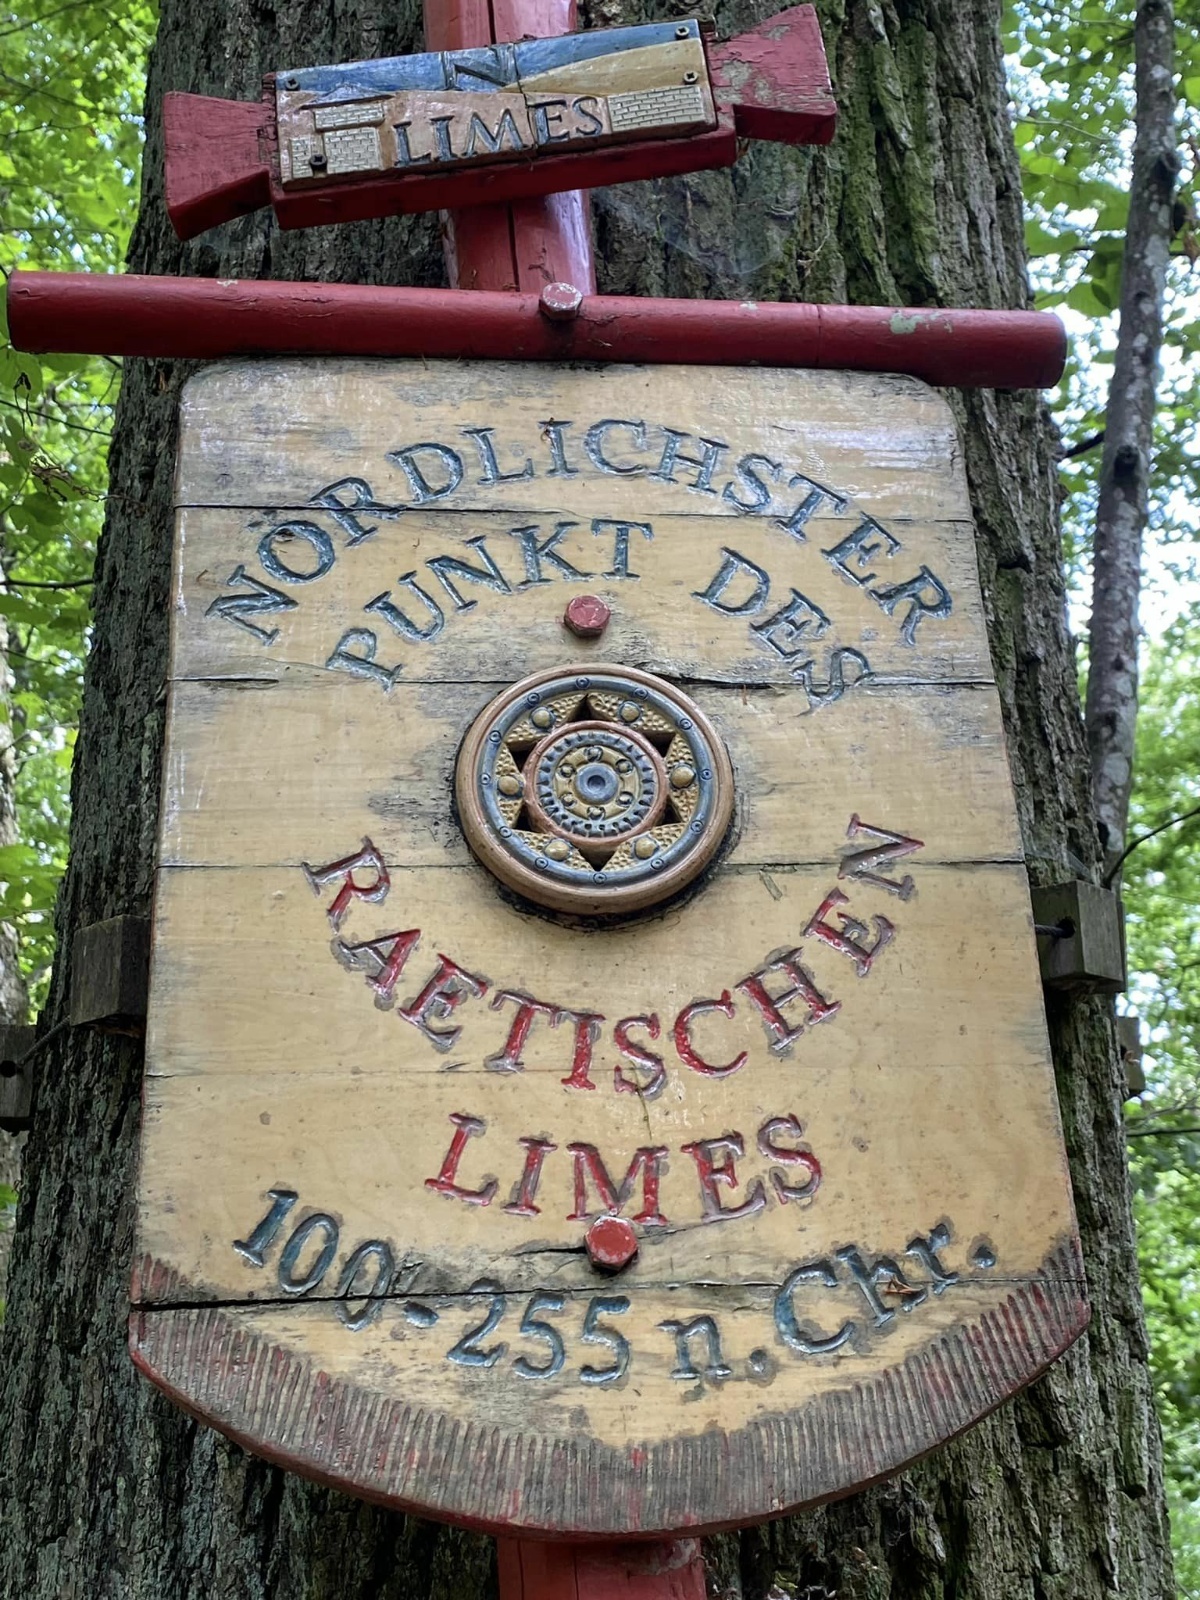 N
LIMES
NÖRDLICHSTER
PUNKT DES
RAETISCHEN
LIMES
100-255 n. Chr.